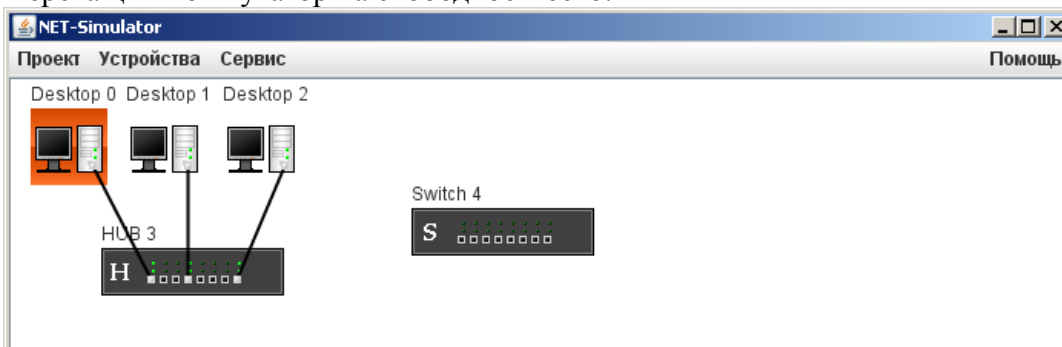 NET-Simulator
Проект Устройства Сервис Помощь
Desktop 0 Desktop 1 Desktop 2
Switch 4
S
HUB 3
H